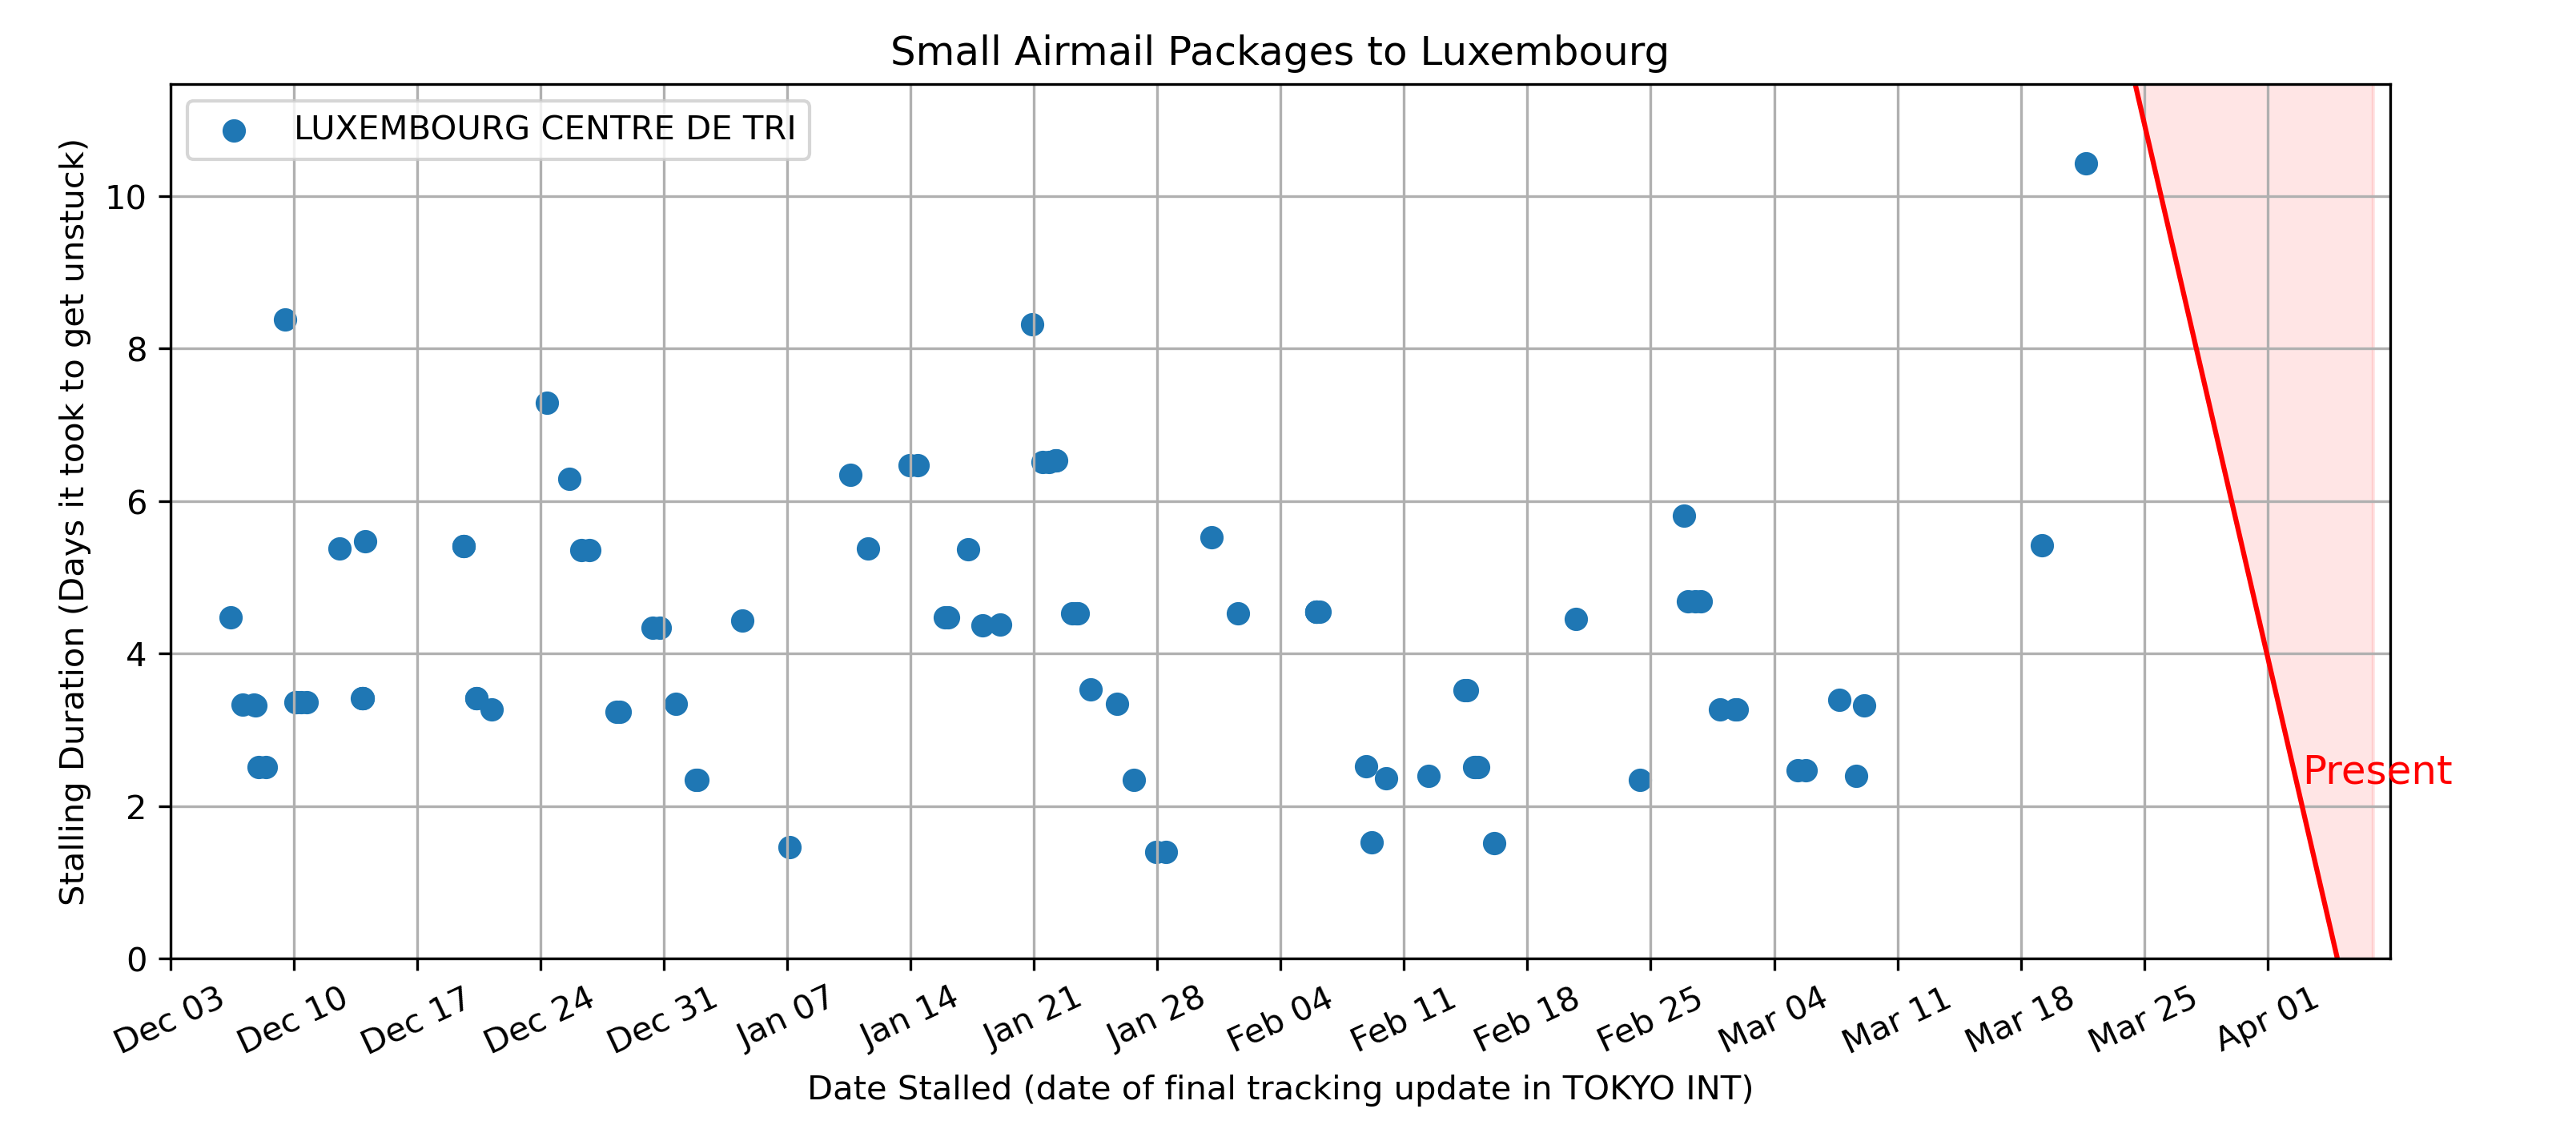 Small Airmail Packages to Luxembourg
LUXEMBOURG CENTRE DE TRI
Stalling Duration (Days it took to get unstuck)
10
8
6
4
2
0
Present
Dec 03
Dec 10
Dec 17
Dec 24
Dec 31
Jan 07
Jan 14
Jan 21
Jan 28
Feb 04
Feb 11
Feb 18
Feb 25
Mar 04
Mar 11
Mar 18
Mar 25
Apr 01
Date Stalled (date of final tracking update in TOKYO INT)